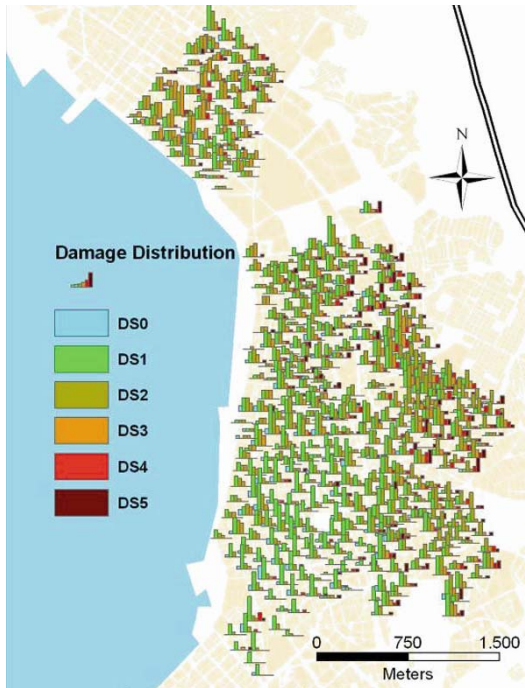 N
Damage Distribution
DS0
DS1
DS2
DS3
DS4
DS5
0 750 1.500
Meters